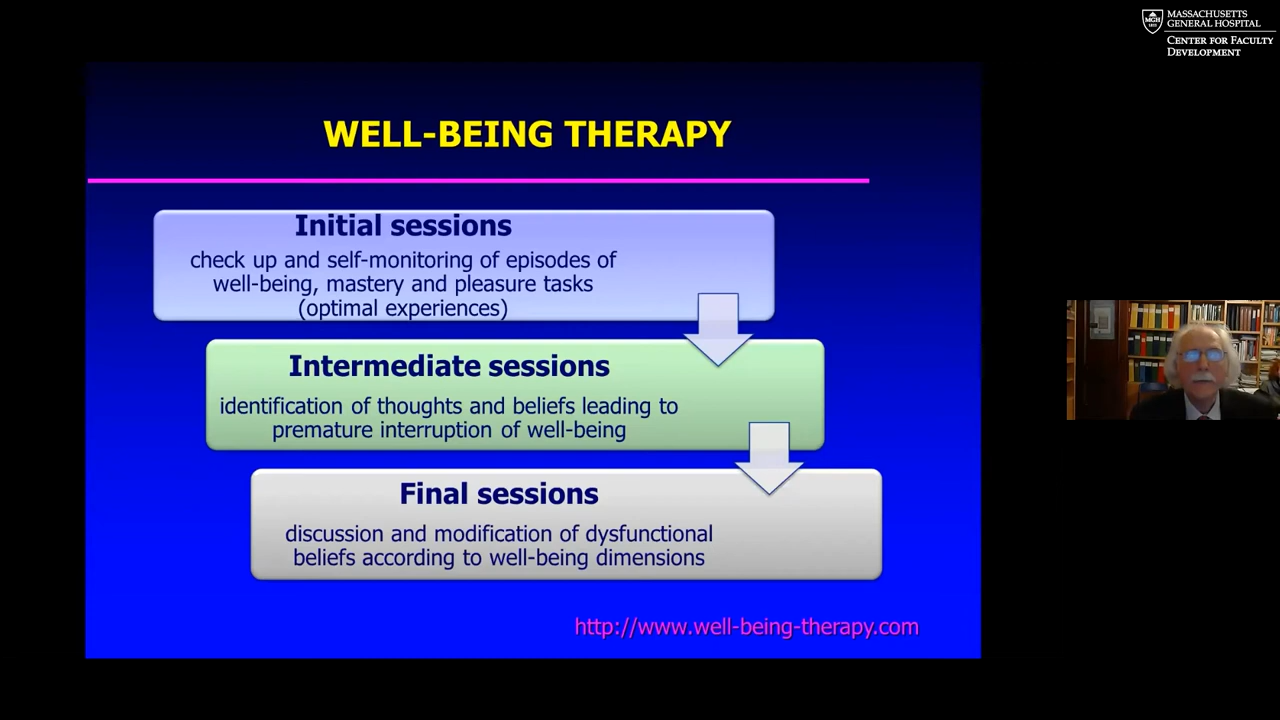 MASSACHUSETTS
GENERAL HOSPITAL
CENTER FOR FACULTY
DEVELOPMENT
MGH
1811
WELL-BEING THERAPY
Initial sessions
check up and self-monitoring of episodes of
well-being, mastery and pleasure tasks
(optimal experiences)
Intermediate sessions
identification of thoughts and beliefs leading to
premature interruption of well-being
Final sessions
discussion and modification of dysfunctional
beliefs according to well-being dimensions
http://www.well-being-therapy.com